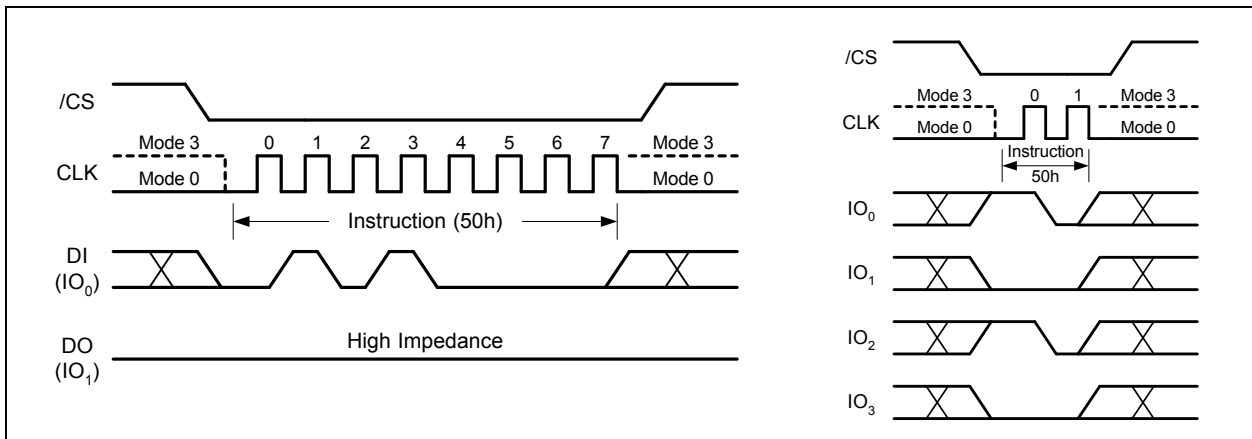 /CS
Mode 3 0 1 2 3 4 5 6 7 Mode 3
CLK
Mode 0 Mode 0
Instruction (50h)
DI
(IO0)
High Impedance
DO
(IO1)
/CS
Mode 3 0 1 Mode 3
CLK
Mode 0 Mode 0
Instruction
50h
IO0
IO1
IO2
IO3